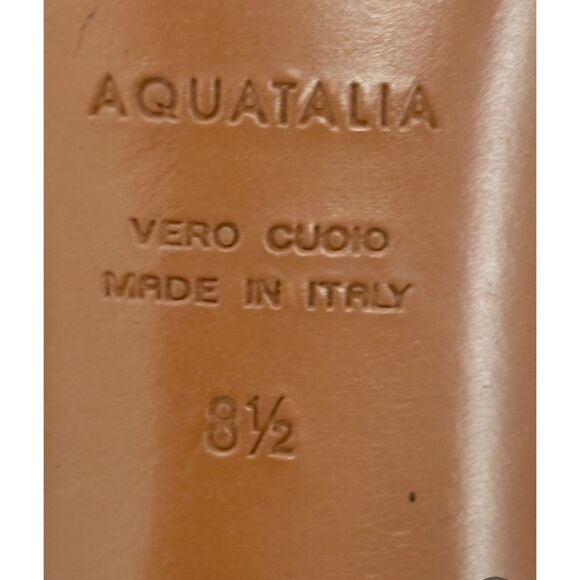 AQUATALIA
VERO CUOIO
MADE IN ITALY
8½